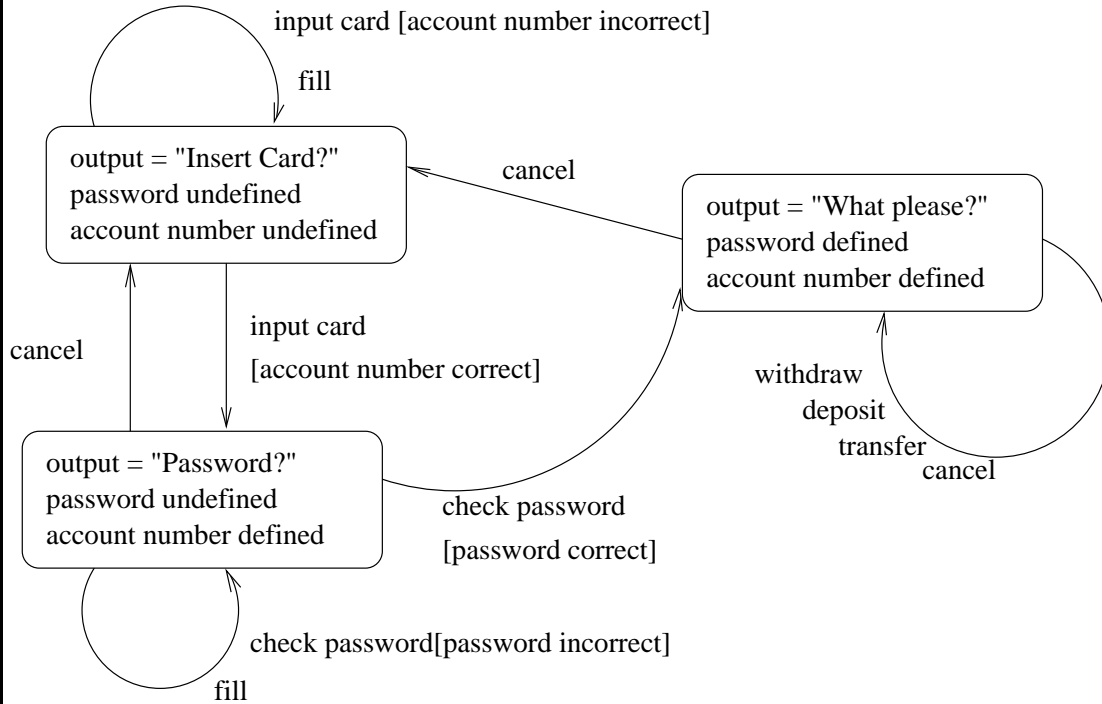 input card [account number incorrect]
fill
output = "Insert Card?"
password undefined
account number undefined
cancel
output = "What please?"
password defined
account number defined
input card
[account number correct]
cancel
withdraw
deposit
transfer
cancel
output = "Password?"
password undefined
account number defined
check password
[password correct]
check password[password incorrect]
fill